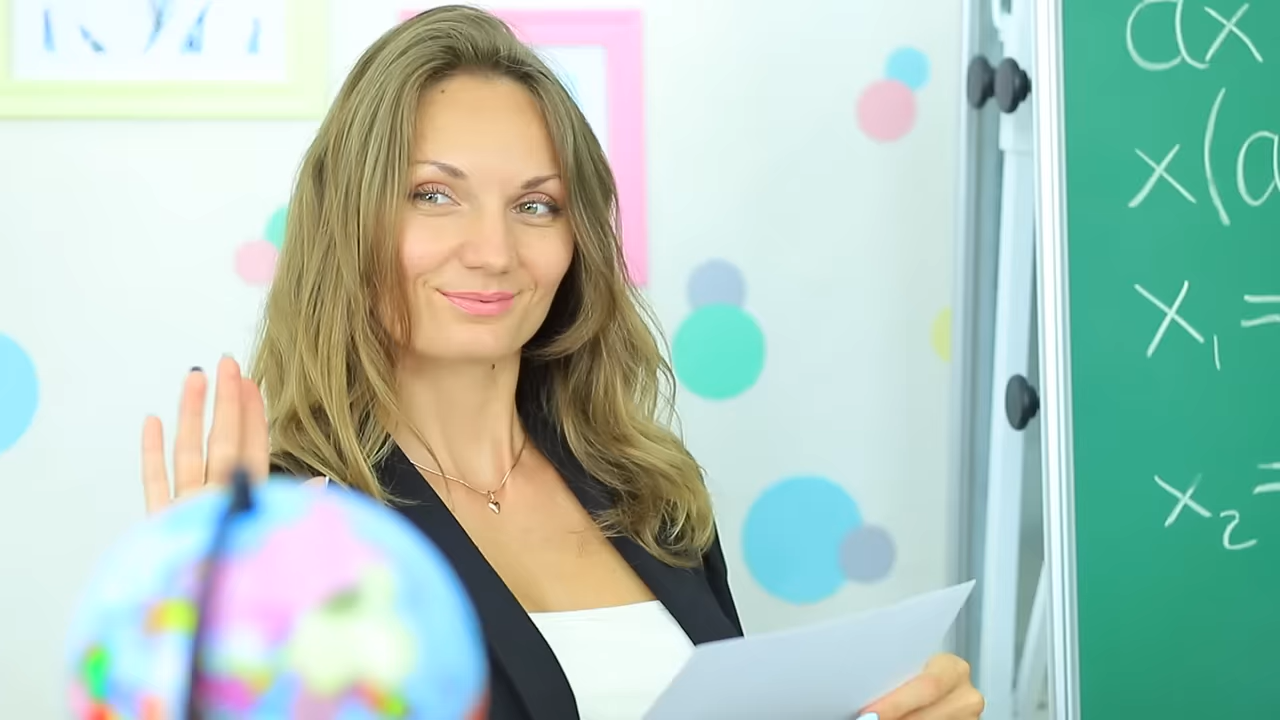 ax
x(a
x₁ =
x₂ =